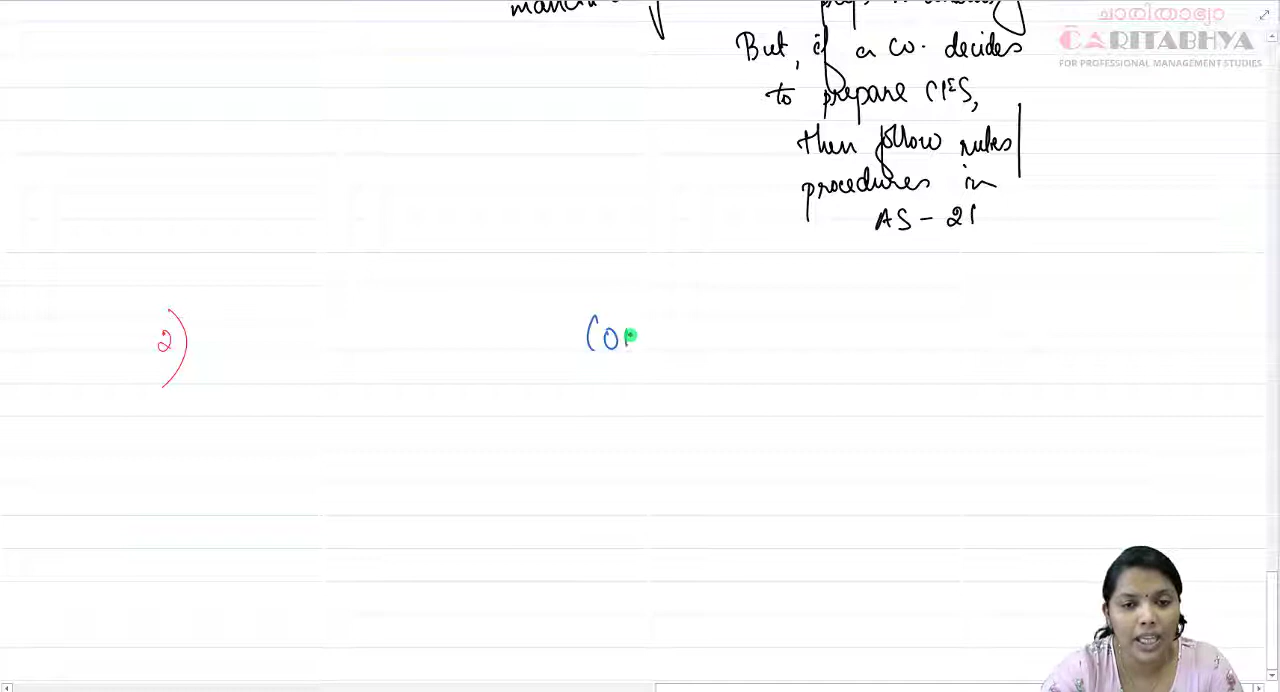 ചാരിതാഭ്യാ
CARITABHYA
FOR PROFESSIONAL MANAGEMENT STUDIES
But, if a co. decides
to prepare CFS,
then follow rules
procedures in
AS - 21
2)
Co